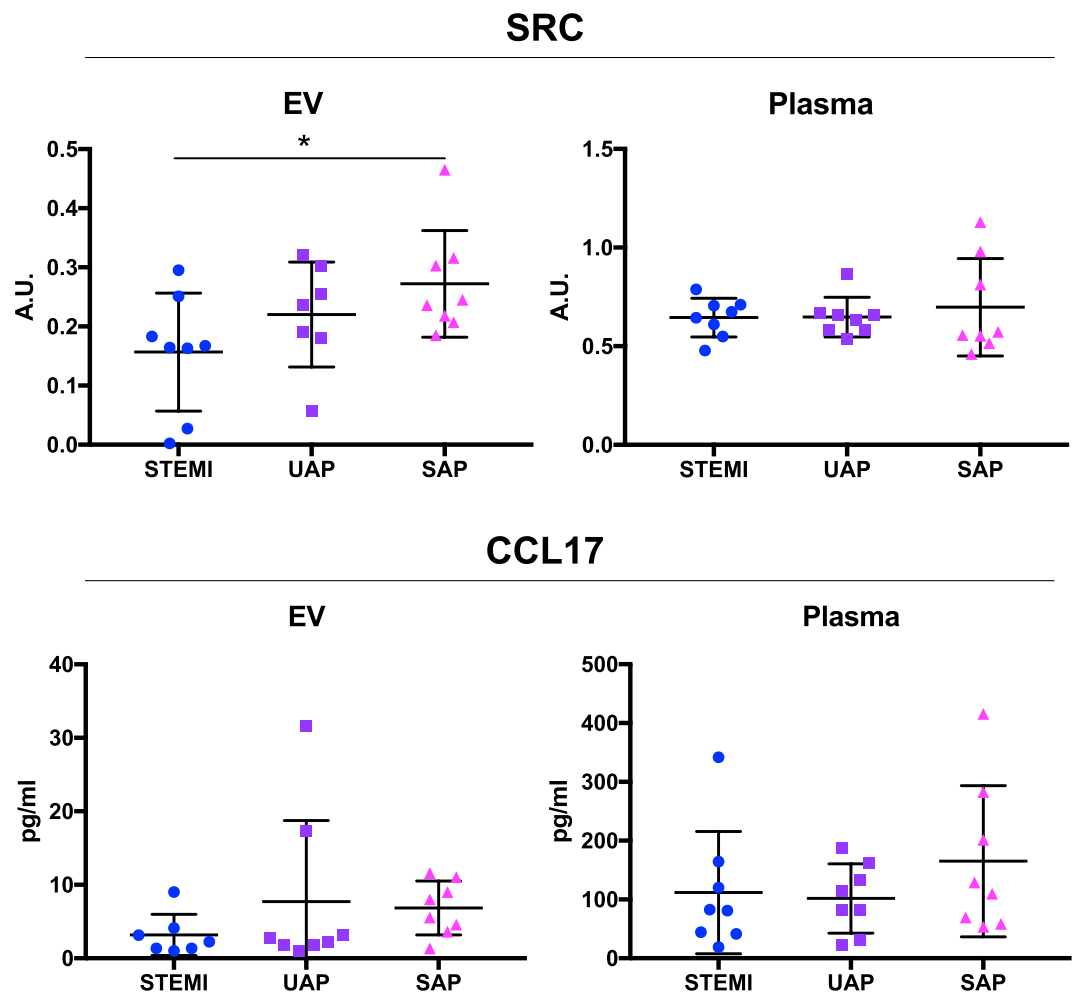 SRC
EV
*
A.U.
0.5
0.4
0.3
0.2
0.1
0.0
STEMI UAP SAP
Plasma
A.U.
1.5
1.0
0.5
0.0
STEMI UAP SAP
CCL17
EV
pg/ml
40
30
20
10
0
STEMI UAP SAP
Plasma
pg/ml
500
400
300
200
100
0
STEMI UAP SAP